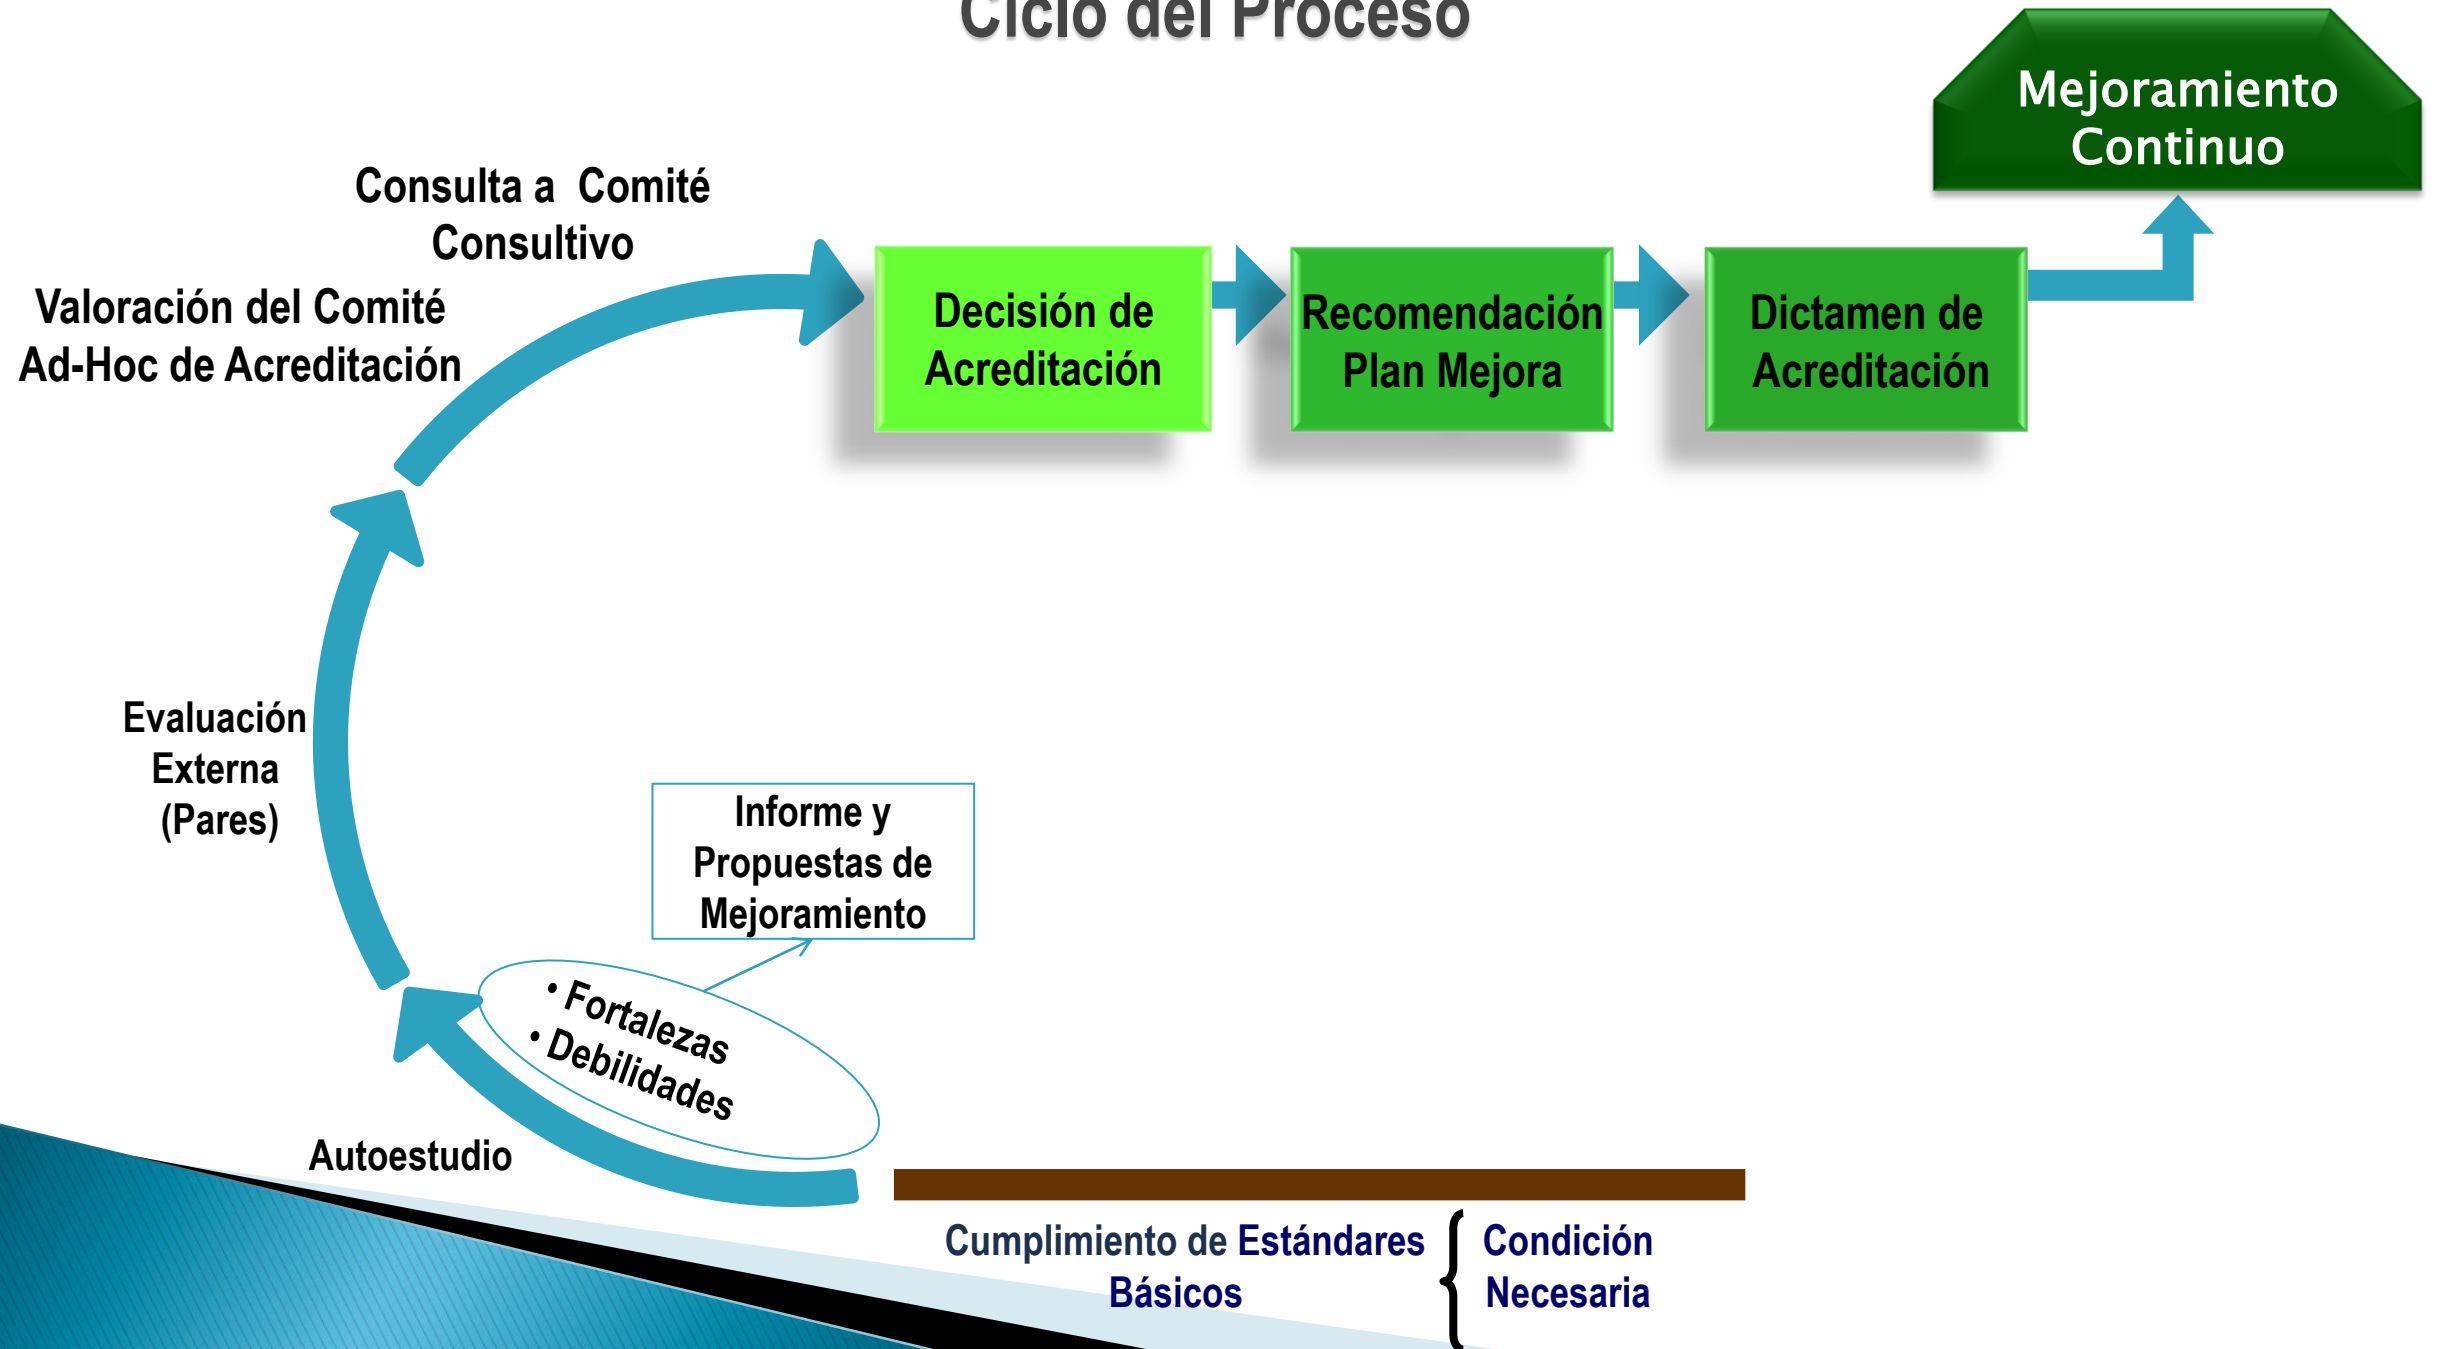 Ciclo del Proceso
Mejoramiento
Continuo
Consulta a Comité
Consultivo
Valoración del Comité
Ad-Hoc de Acreditación
Decisión de
Acreditación
Recomendación
Plan Mejora
Dictamen de
Acreditación
Evaluación
Externa
(Pares)
Informe y
Propuestas de
Mejoramiento
• Fortalezas
• Debilidades
Autoestudio
Cumplimiento de Estándares
Básicos
Condición
Necesaria